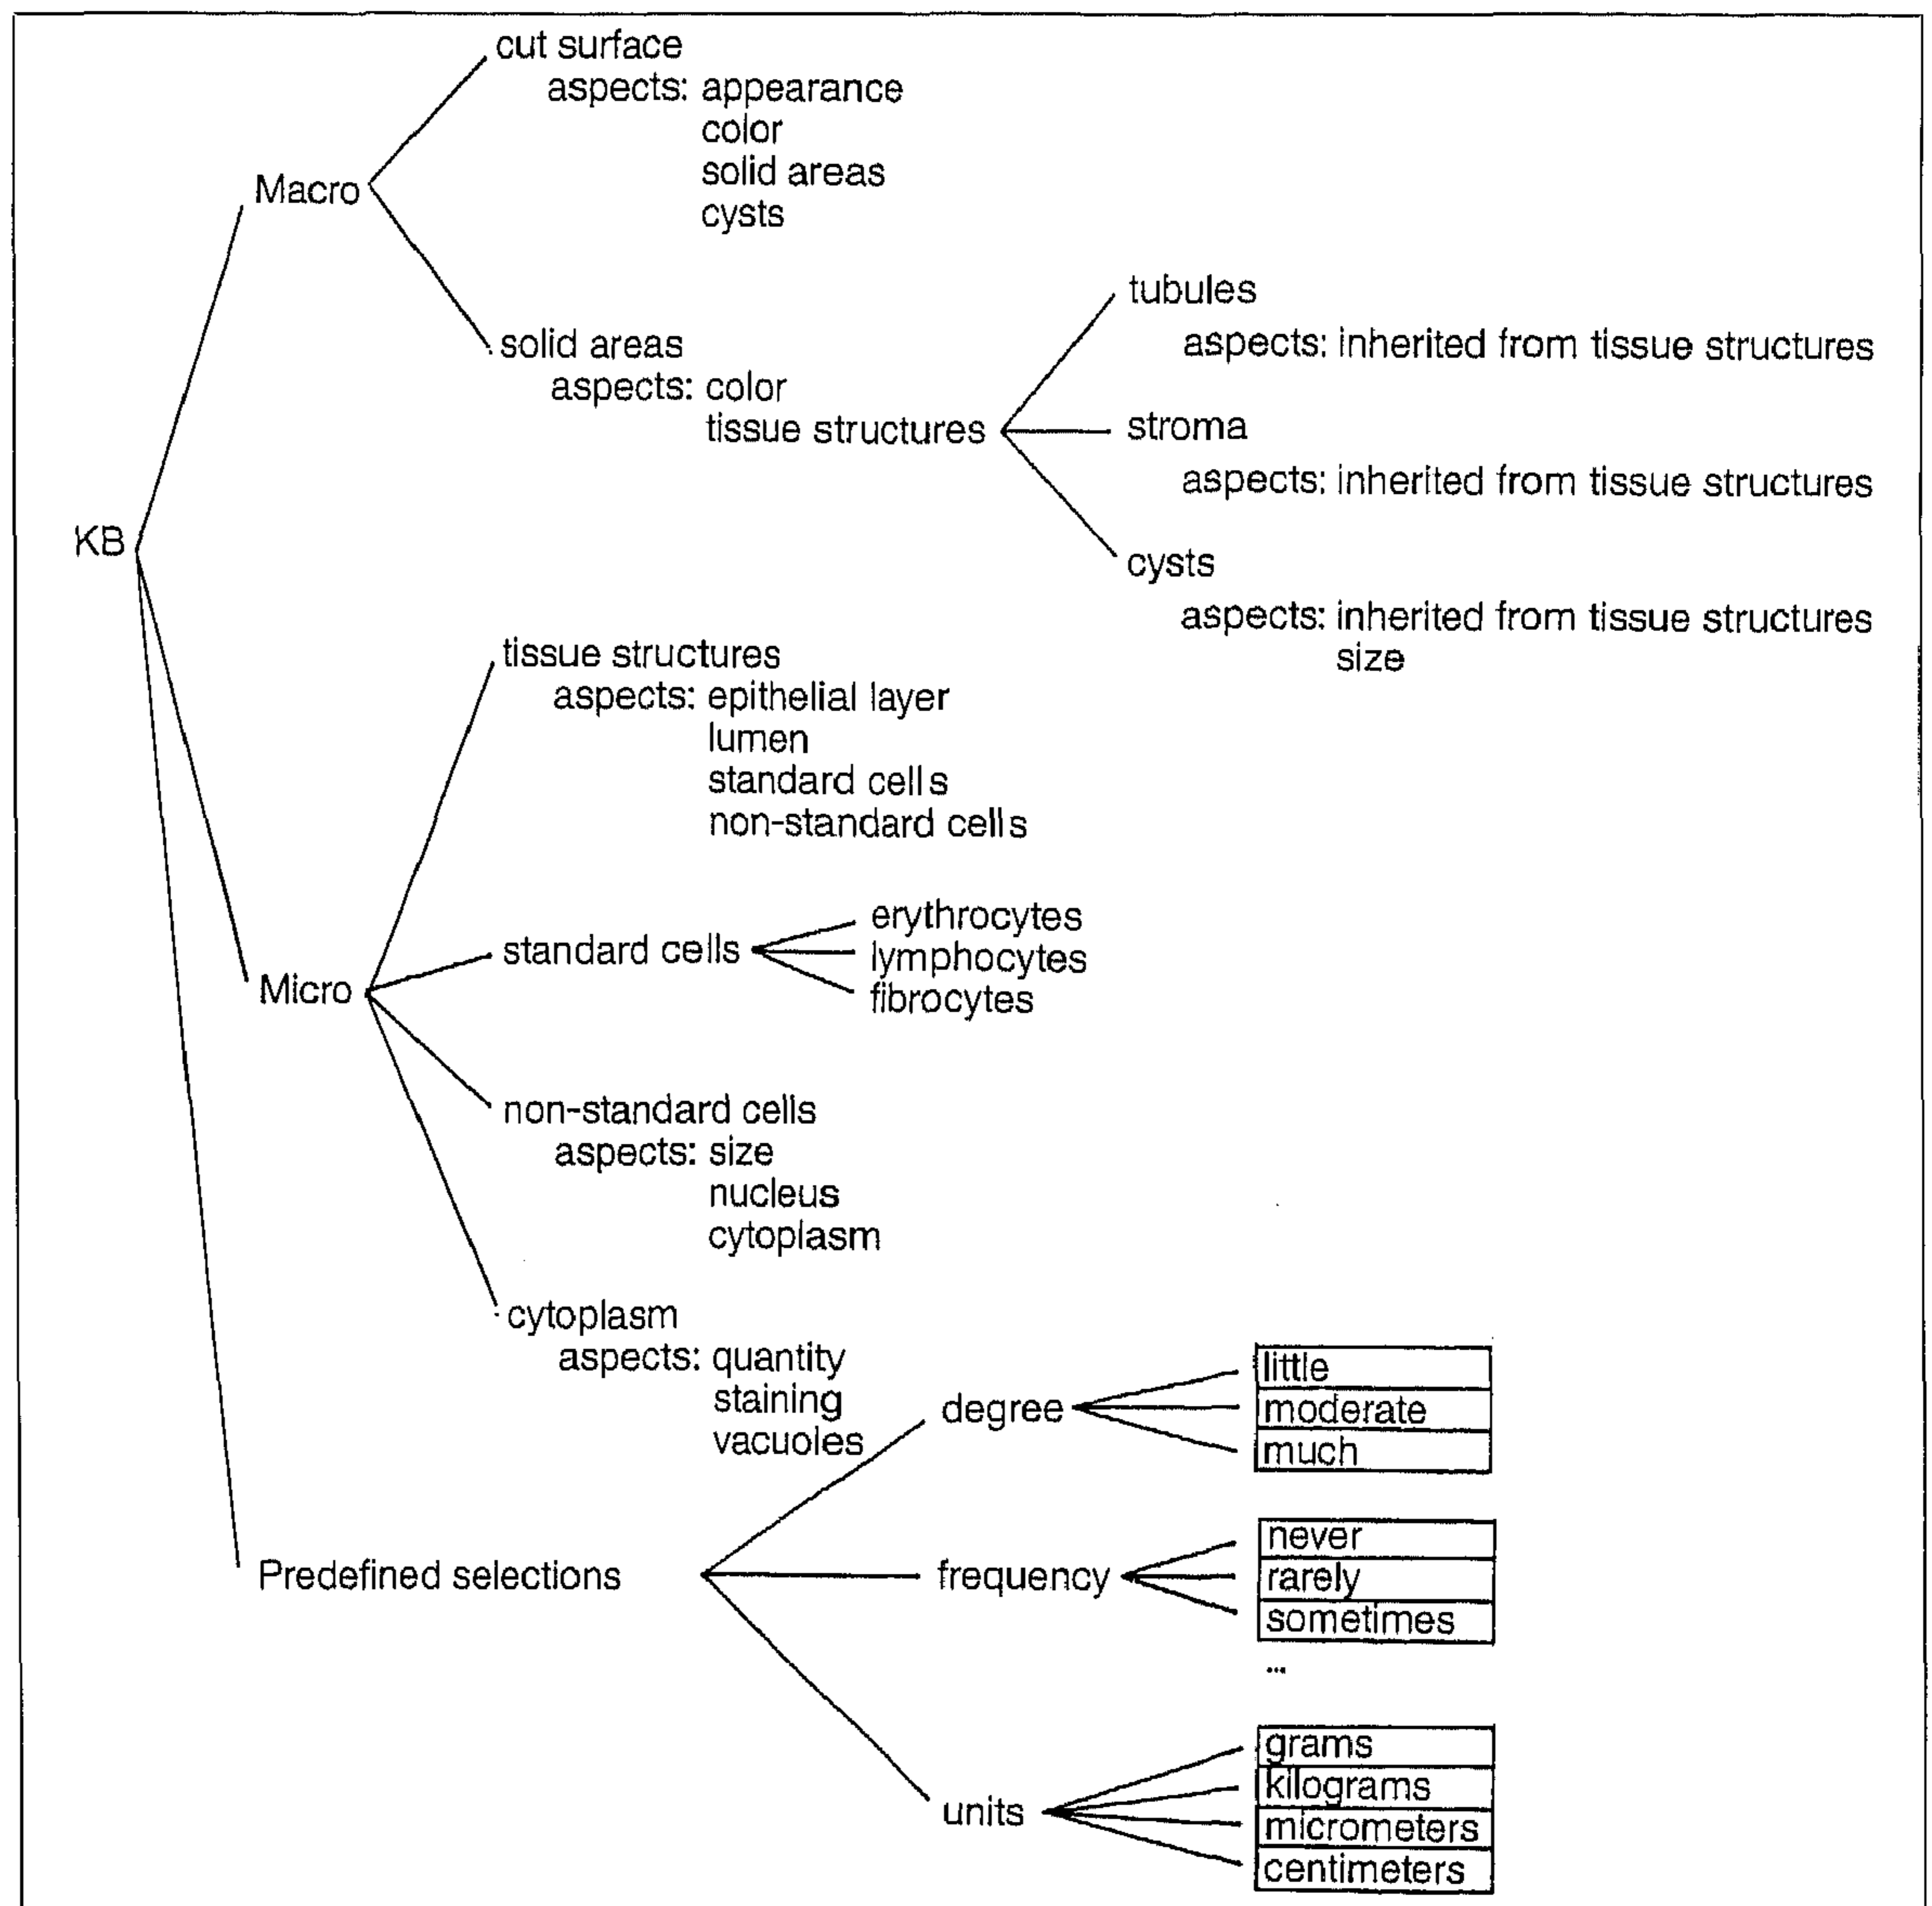 cut surface
aspects: appearance
color
solid areas
cysts
Macro
solid areas
aspects: color
tissue structures
tubules
aspects: inherited from tissue structures
stroma
aspects: inherited from tissue structures
cysts
aspects: inherited from tissue structures
size
KB
tissue structures
aspects: epithelial layer
lumen
standard cells
non-standard cells
standard cells
erythrocytes
lymphocytes
fibrocytes
Micro
non-standard cells
aspects: size
nucleus
cytoplasm
cytoplasm
aspects: quantity
staining
vacuoles
Predefined selections
degree
little
moderate
much
frequency
never
rarely
sometimes
...
units
grams
kilograms
micrometers
centimeters